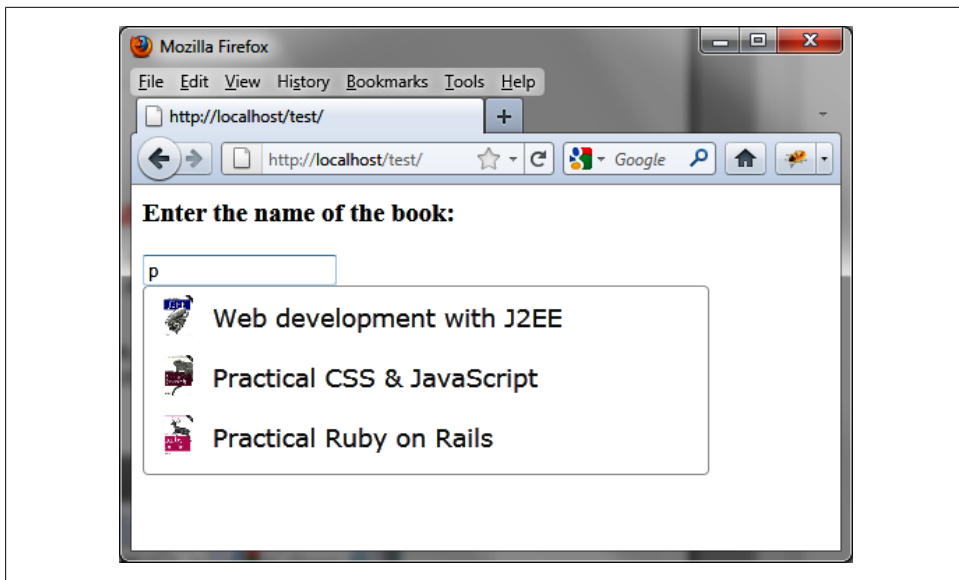 Mozilla Firefox
File Edit View History Bookmarks Tools Help
http://localhost/test/
http://localhost/test/ Google
Enter the name of the book:
p
Web development with J2EE
Practical CSS & JavaScript
Practical Ruby on Rails